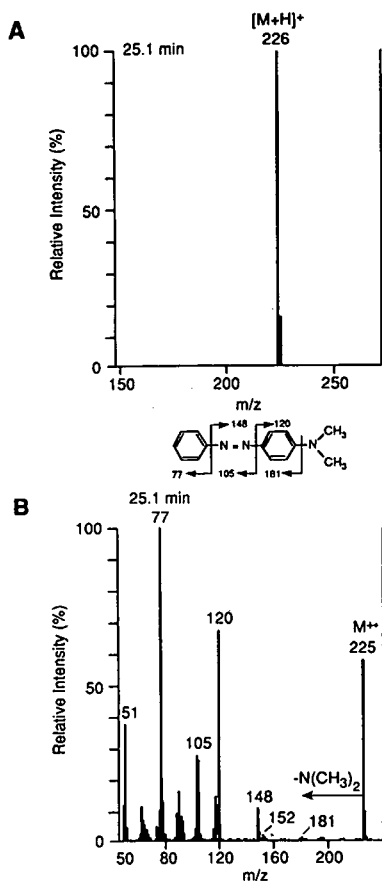 A
[M+H]+
226
25.1 min
100
50
0
Relative Intensity (%)
150
200
250
m/z
148
120
N = N
N
CH3
CH3
77
105
181
B
25.1 min
77
100
50
0
Relative Intensity (%)
51
105
120
148
152
181
M+•
225
-N(CH3)2
50
80
120
160
200
m/z